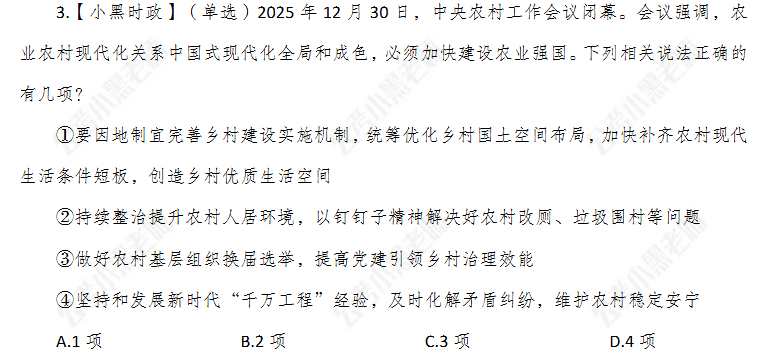 3.【小黑时政】（单选）2025 年 12 月 30 日，中央农村工作会议闭幕。会议强调，农
业农村现代化关系中国式现代化全局和成色，必须加快建设农业强国。下列相关说法正确的
有几项?
①要因地制宜完善乡村建设实施机制，统筹优化乡村国土空间布局，加快补齐农村现代
生活条件短板，创造乡村优质生活空间
②持续整治提升农村人居环境，以钉钉子精神解决好农村改厕、垃圾围村等问题
③做好农村基层组织换届选举，提高党建引领乡村治理效能
④坚持和发展新时代“千万工程”经验，及时化解矛盾纠纷，维护农村稳定安宁
A.1 项 B.2 项 C.3 项 D.4 项